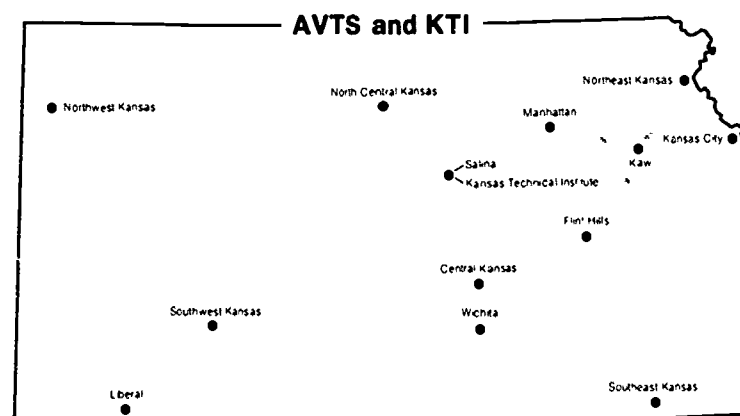 AVTS and KTI
Northeast Kansas
Northwest Kansas
North Central Kansas
Manhattan
Kansas City
Kaw
Salina
Kansas Technical Institute
Flint Hills
Central Kansas
Southwest Kansas
Wichita
Liberal
Southeast Kansas